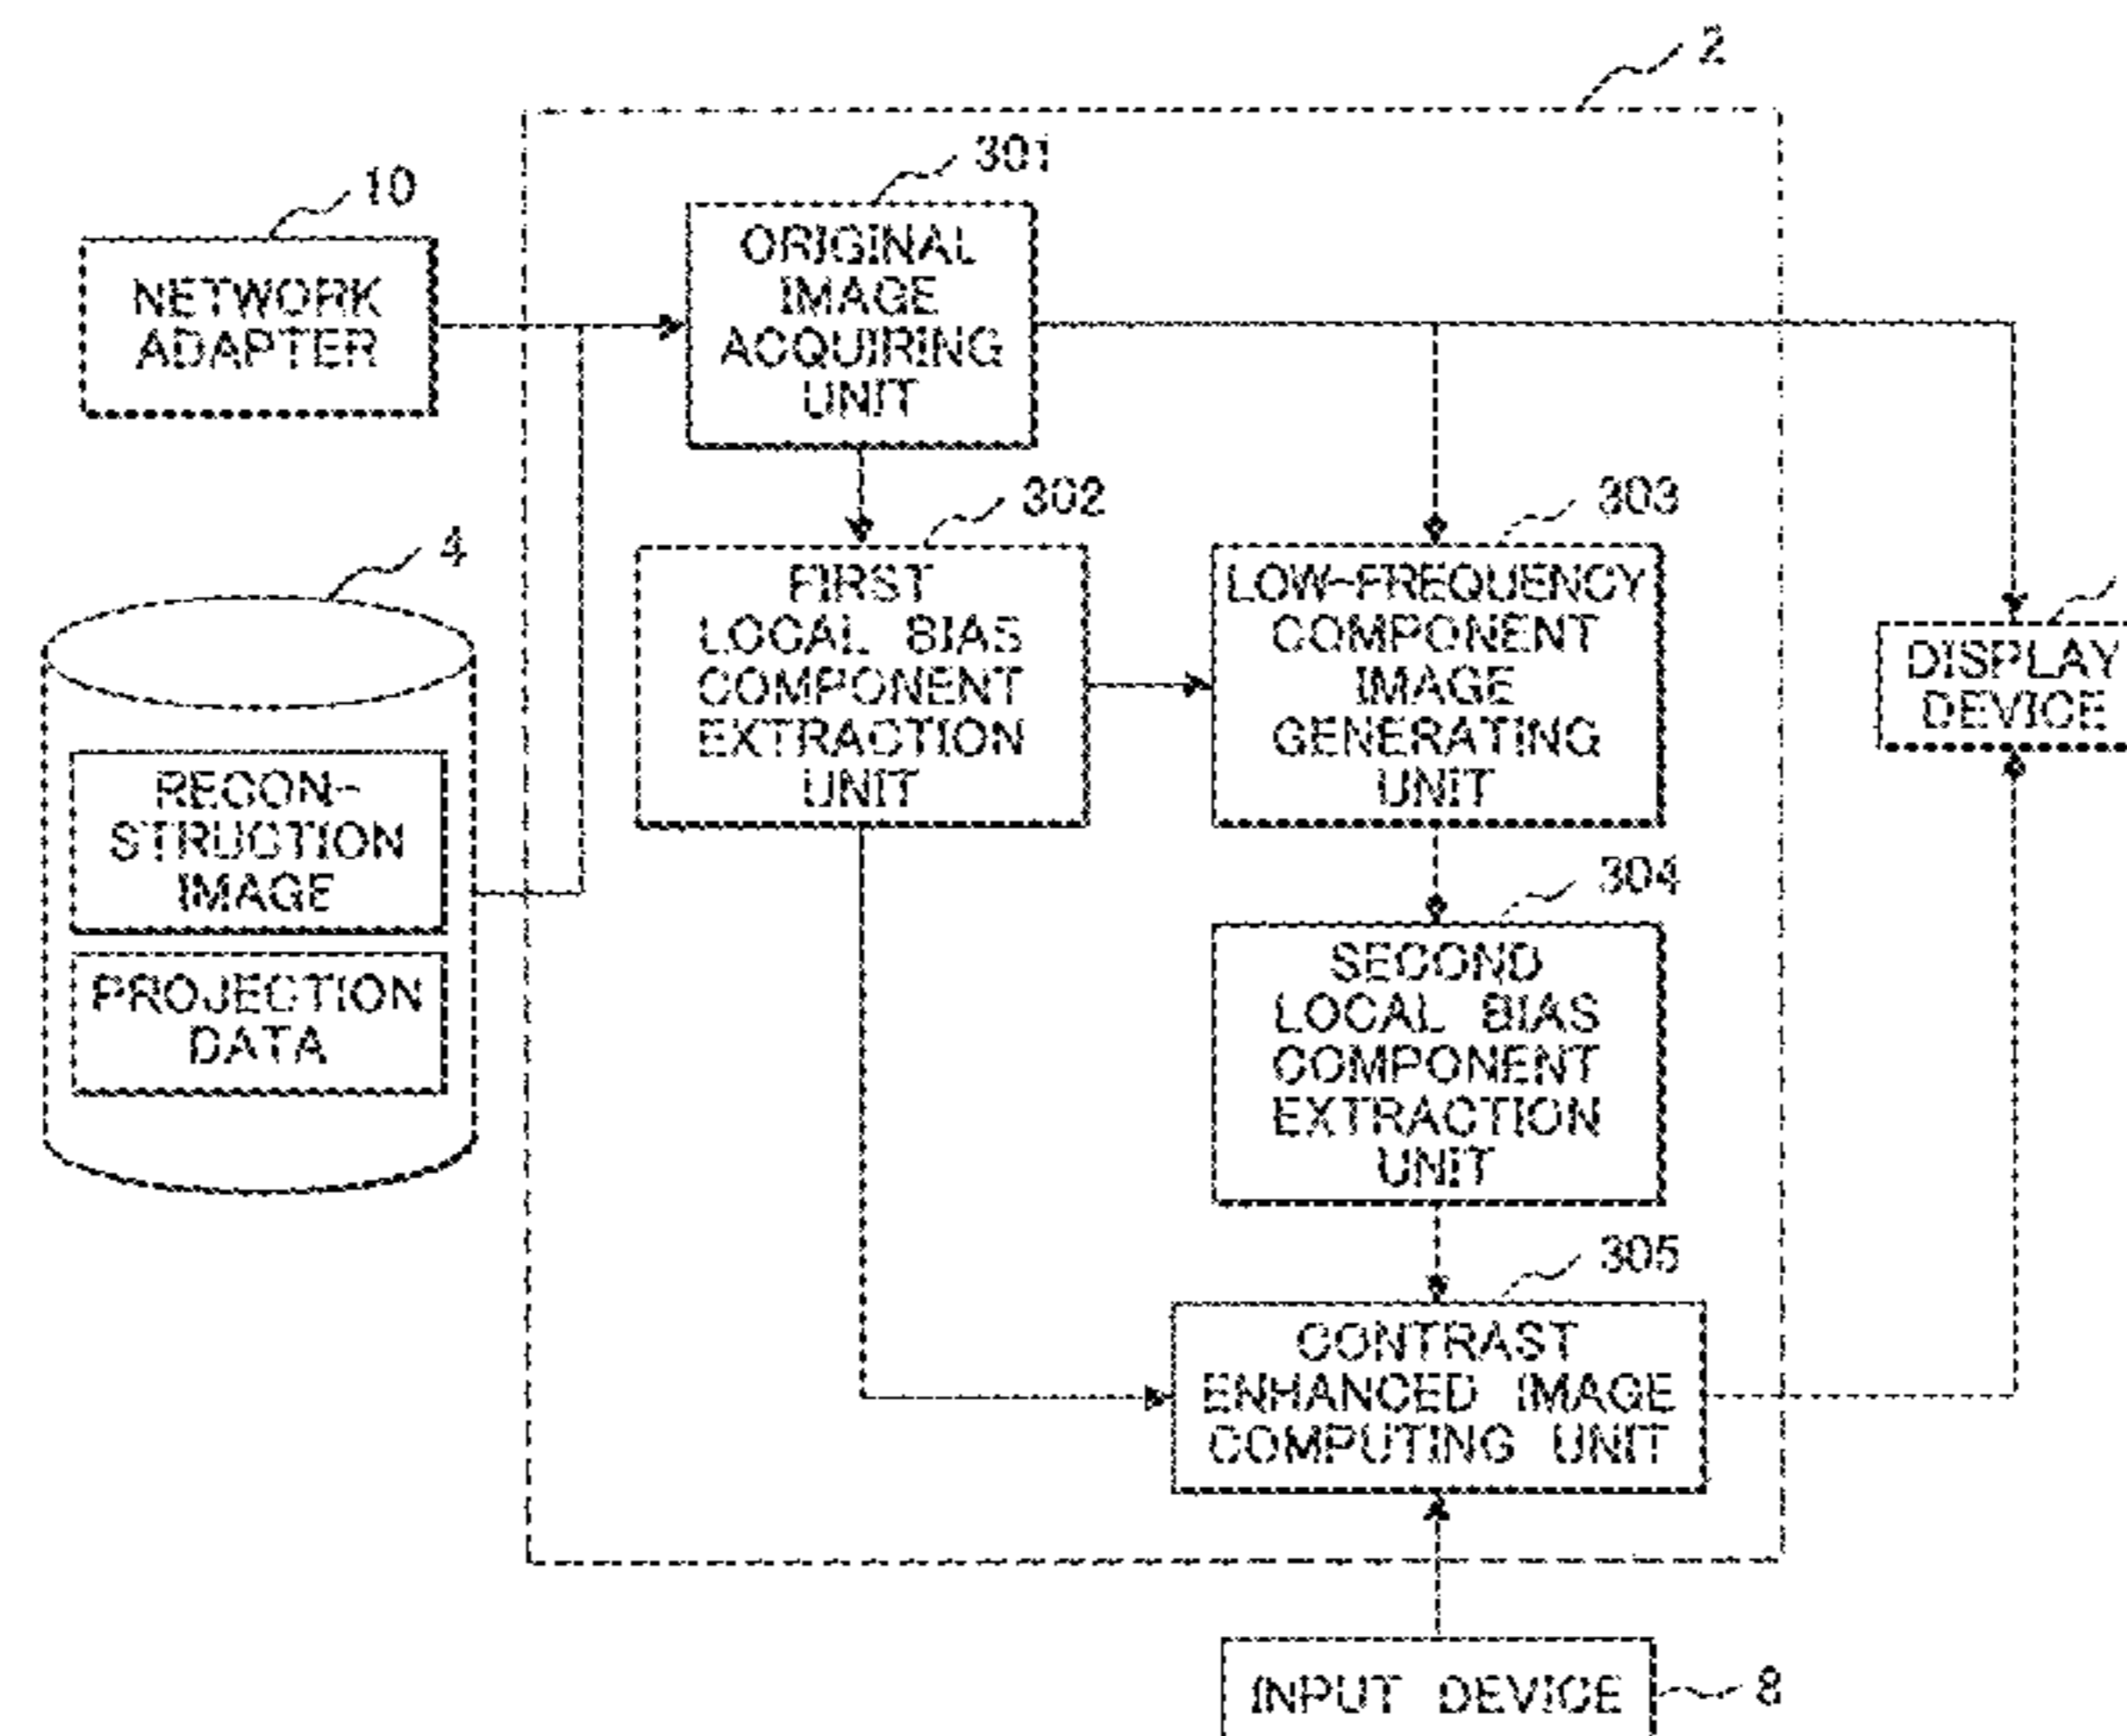 2
301
10
ORIGINAL
IMAGE
ACQUIRING
UNIT
NETWORK
ADAPTER
302
303
4
FIRST
LOCAL BIAS
COMPONENT
EXTRACTION
UNIT
LOW-FREQUENCY
COMPONENT
IMAGE
GENERATING
UNIT
DISPLAY
DEVICE
RECON-
STRUCTION
IMAGE
PROJECTION
DATA
304
SECOND
LOCAL BIAS
COMPONENT
EXTRACTION
UNIT
305
CONTRAST
ENHANCED IMAGE
COMPUTING UNIT
INPUT DEVICE
8